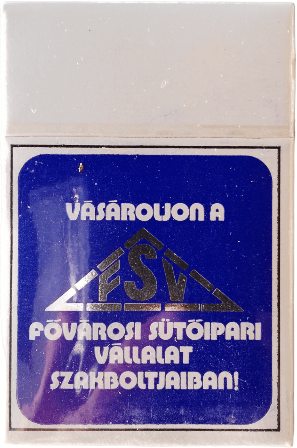 VÁSÁROLJON A
FSV
FŐVÁROSI SÜTŐIPARI
VÁLLALAT
SZAKBOLTJAIBAN!